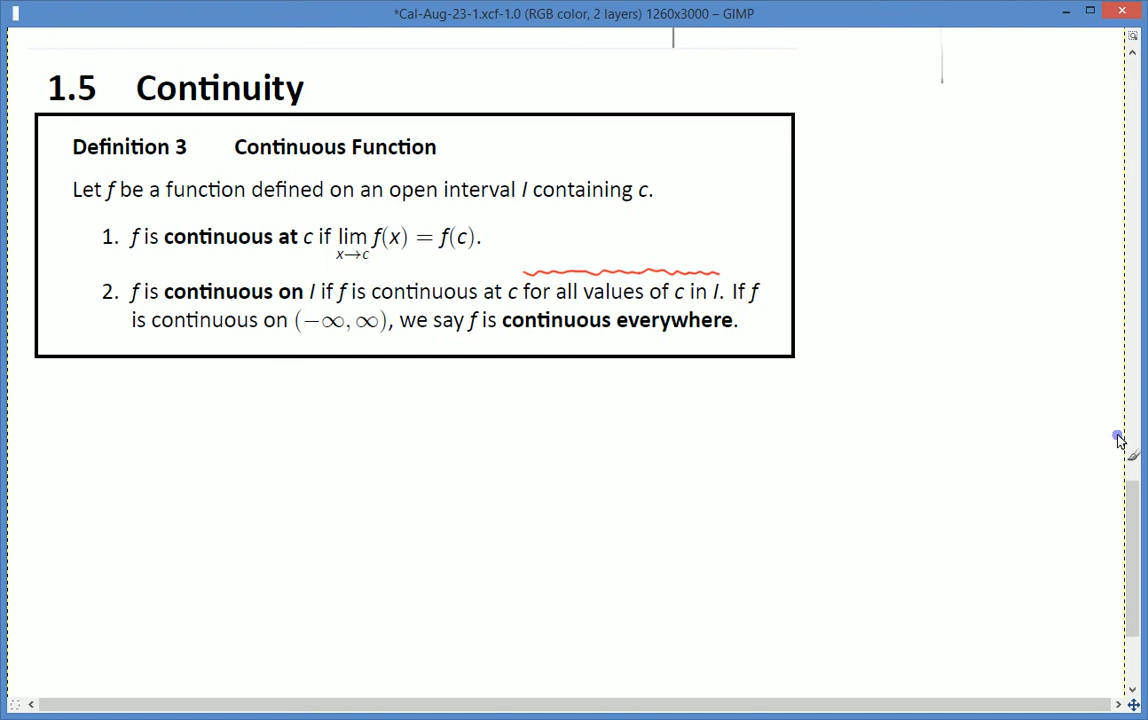 *Cal-Aug-23-1.xcf-1.0 (RGB color, 2 layers) 1260x3000 – GIMP
1.5 Continuity
Definition 3 Continuous Function
Let f be a function defined on an open interval I containing c.
1. f is continuous at c if lim x→c f(x) = f(c).
2. f is continuous on I if f is continuous at c for all values of c in I. If f
is continuous on (−∞, ∞), we say f is continuous everywhere.